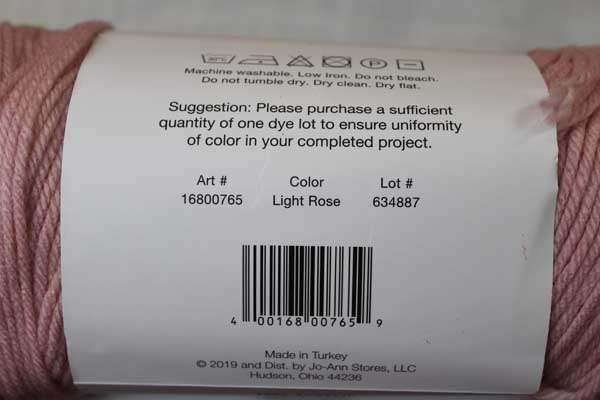 Machine washable. Low Iron. Do not bleach.
Do not tumble dry. Dry clean. Dry flat.
Suggestion: Please purchase a sufficient
quantity of one dye lot to ensure uniformity
of color in your completed project.
Art # Color Lot #
16800765 Light Rose 634887
4 00168 00765 9
Made in Turkey
© 2019 and Dist. by Jo-Ann Stores, LLC
Hudson, Ohio 44236